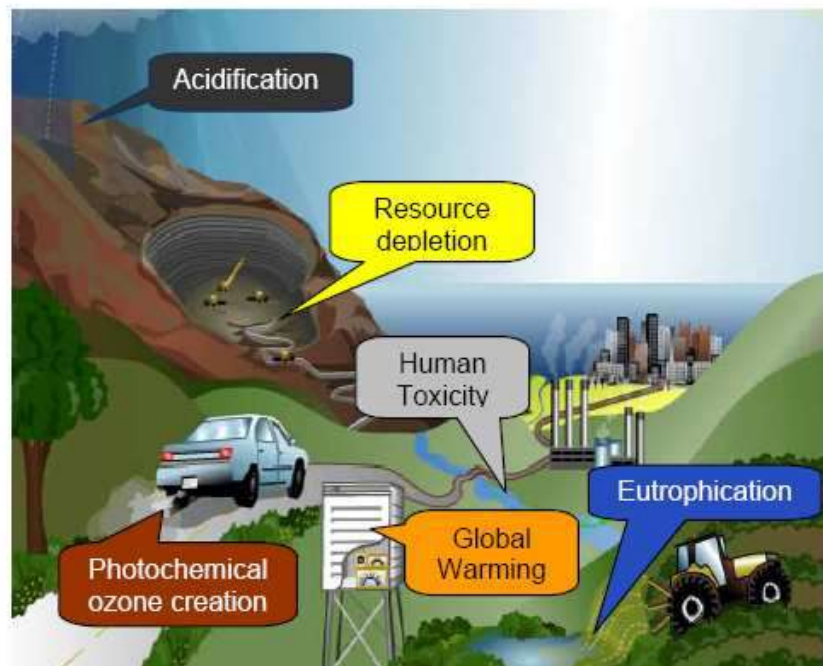 Acidification
Resource
depletion
Human
Toxicity
Eutrophication
Global
Warming
Photochemical
ozone creation